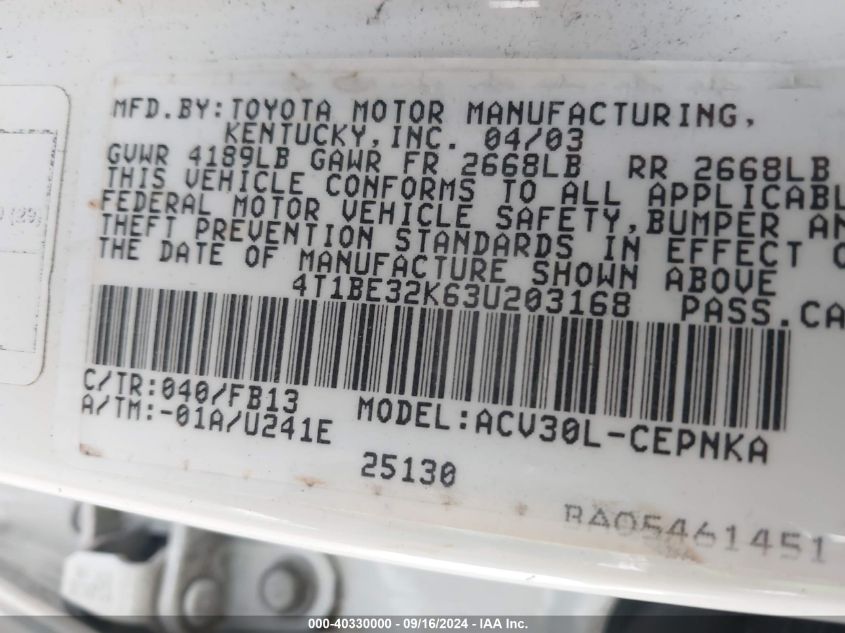 MFD.BY:TOYOTA MOTOR MANUFACTURING,
KENTUCKY,INC. 04/03
GVWR 4189LB GAWR FR 2668LB RR 2668LB
THIS VEHICLE CONFORMS TO ALL APPLICABL
FEDERAL MOTOR VEHICLE SAFETY,BUMPER AN
THEFT PREVENTION STANDARDS IN EFFECT O
THE DATE OF MANUFACTURE SHOWN ABOVE
4T1BE32K63U203168 PASS.CA
C/TR:040/FB13 MODEL:ACV30L-CEPNKA
A/TM:-01A/U241E
25130
BA05461451
000-40330000 - 09/16/2024 - IAA Inc.